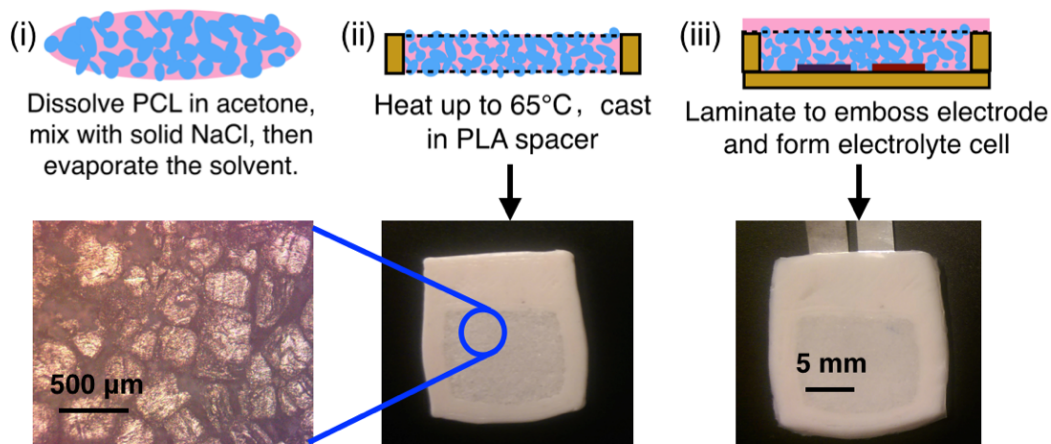 (i)
Dissolve PCL in acetone,
mix with solid NaCl, then
evaporate the solvent.
(ii)
Heat up to 65°C, cast
in PLA spacer
(iii)
Laminate to emboss electrode
and form electrolyte cell
500 µm
5 mm